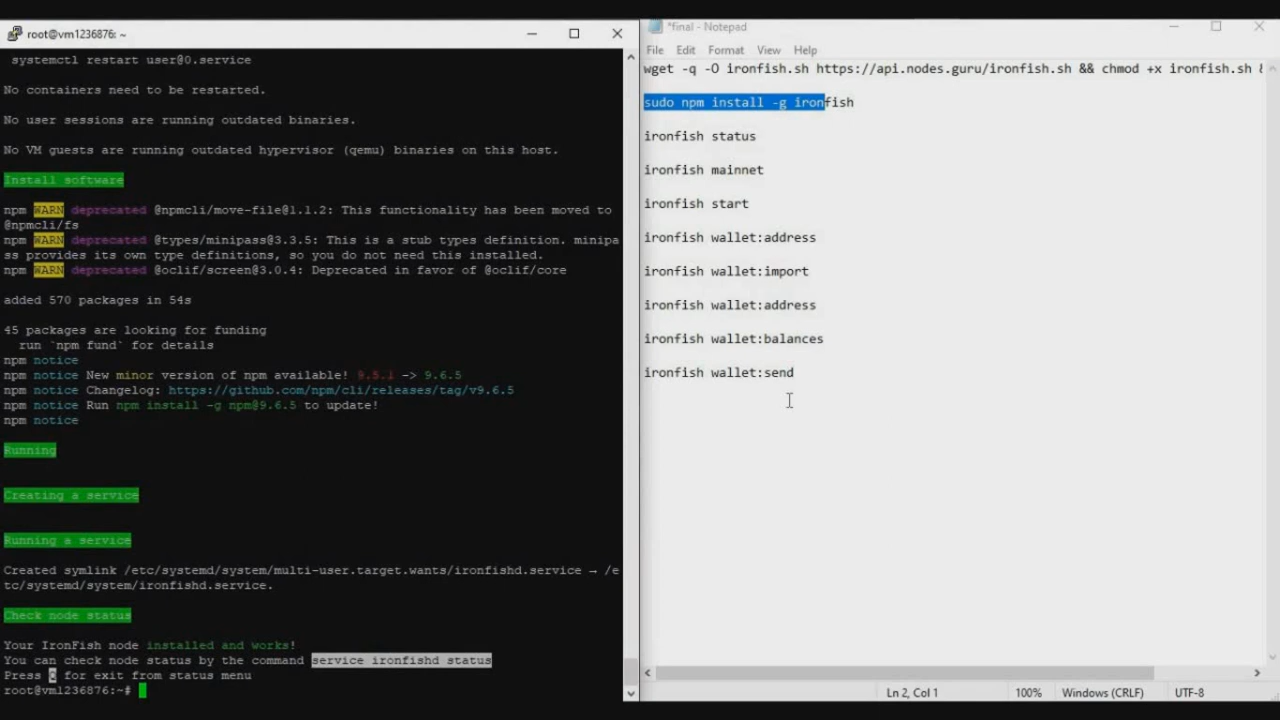 root@vm1236876: ~
systemctl restart user@0.service
No containers need to be restarted.
No user sessions are running outdated binaries.
No VM guests are running outdated hypervisor (qemu) binaries on this host.
Install software
npm WARN deprecated @npmcli/move-file@1.1.2: This functionality has been moved to
@npmcli/fs
npm WARN deprecated @types/minipass@3.3.5: This is a stub types definition. minipa
ss provides its own type definitions, so you do not need this installed.
npm WARN deprecated @oclif/screen@3.0.4: Deprecated in favor of @oclif/core
added 570 packages in 54s
45 packages are looking for funding
run `npm fund` for details
npm notice
npm notice New minor version of npm available! 9.5.1 -> 9.6.5
npm notice Changelog: https://github.com/npm/cli/releases/tag/v9.6.5
npm notice Run npm install -g npm@9.6.5 to update!
npm notice
Running
Creating a service
Running a service
Created symlink /etc/systemd/system/multi-user.target.wants/ironfishd.service → /e
tc/systemd/system/ironfishd.service.
Check node status
Your IronFish node installed and works!
You can check node status by the command service ironfishd status
Press Q for exit from status menu
root@vm1236876:~#
*final - Notepad
File Edit Format View Help
wget -q -O ironfish.sh https://api.nodes.guru/ironfish.sh && chmod +x ironfish.sh
sudo npm install -g ironfish
ironfish status
ironfish mainnet
ironfish start
ironfish wallet:address
ironfish wallet:import
ironfish wallet:address
ironfish wallet:balances
ironfish wallet:send
Ln 2, Col 1 100% Windows (CRLF) UTF-8